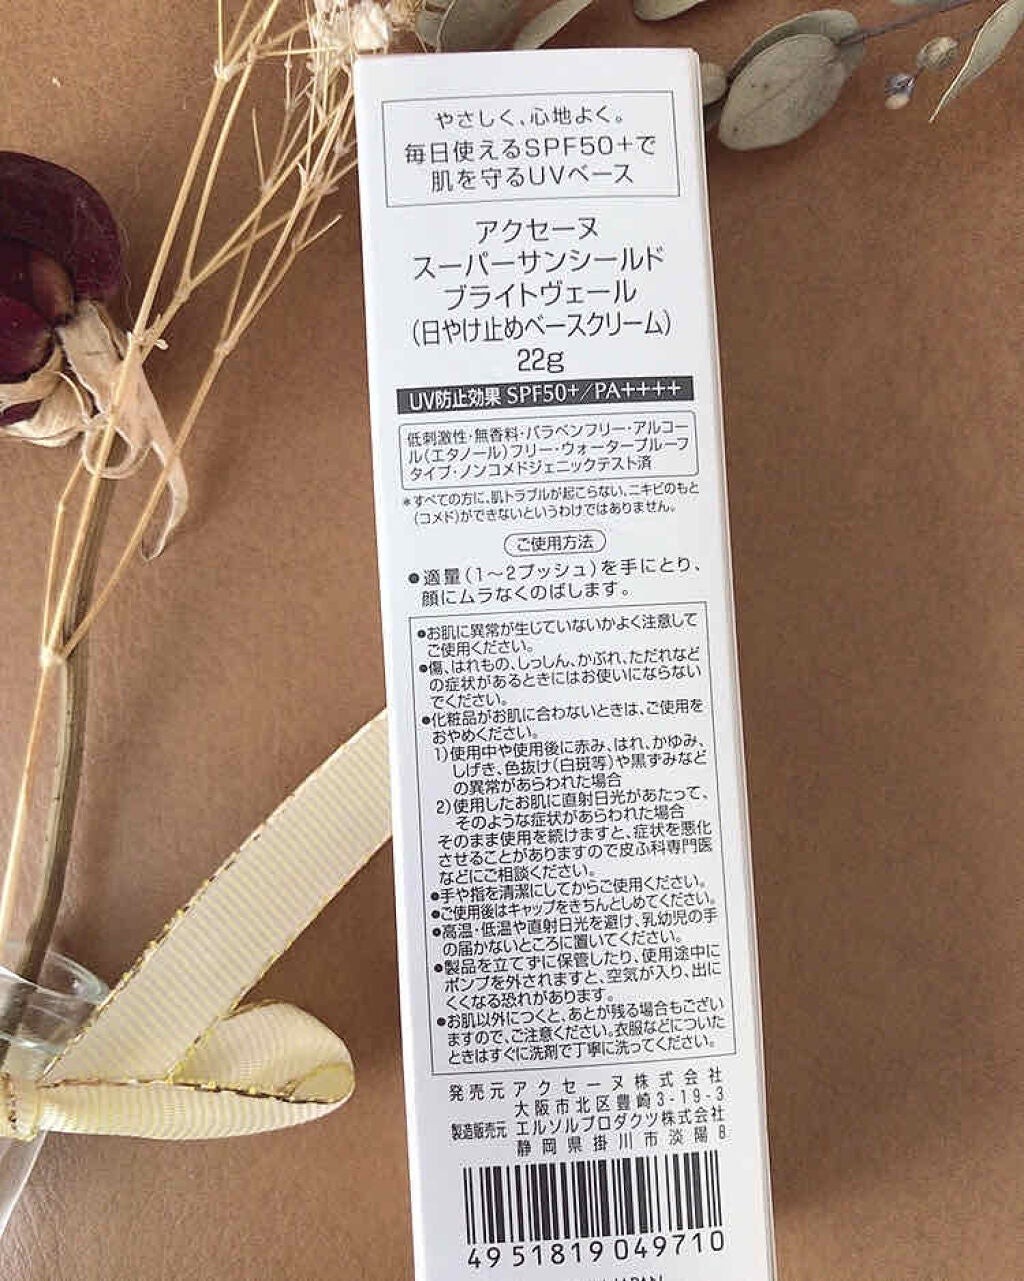 やさしく、心地よく。
毎日使えるSPF50+で
肌を守るUVベース
アクセーヌ
スーパーサンシールド
ブライトヴェール
(日やけ止めベースクリーム)
22g
UV防止効果 SPF50+/PA++++
低刺激性・無香料・パラベンフリー・アルコー
ル(エタノール)フリー・ウォータープルーフ
タイプ・ノンコメドジェニックテスト済
*すべての方に、肌トラブルが起こらない、ニキビのもと
(コメド)ができないというわけではありません。
ご使用方法
●適量(1〜2プッシュ)を手にとり、
顔にムラなくのばします。
●お肌に異常が生じていないかよく注意して
ご使用ください。
●傷、はれもの、しっしん、かぶれ、ただれなど
の症状があるときにはお使いにならない
でください。
●化粧品がお肌に合わないときは、ご使用を
おやめください。
1)使用中や使用後に赤み、はれ、かゆみ、
しげき、色抜け(白斑等)や黒ずみなど
の異常があらわれた場合
2)使用したお肌に直射日光があたって、
そのような症状があらわれた場合
そのまま使用を続けますと、症状を悪化
させることがありますので皮ふ科専門医
などにご相談ください。
●手や指を清潔にしてからご使用ください。
●ご使用後はキャップをきちんとしめてください。
●高温・低温や直射日光を避け、乳幼児の手
の届かないところに置いてください。
●製品を立てずに保管したり、使用途中に
ポンプを外されますと、空気が入り、出に
くくなる恐れがあります。
●お肌以外につくと、あとが残る場合もござい
ますので、ご注意ください。衣服などについた
ときはすぐに洗剤で丁寧に洗ってください。
発売元 アクセーヌ株式会社
大阪市北区豊崎3-19-3
製造販売元 エルソルプロダクツ株式会社
静岡県掛川市淡陽8
4951819049710